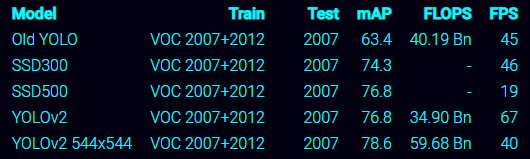 Model Train Test mAP FLOPS FPS
Old YOLO VOC 2007+2012 2007 63.4 40.19 Bn 45
SSD300 VOC 2007+2012 2007 74.3 - 46
SSD500 VOC 2007+2012 2007 76.8 - 19
YOLOv2 VOC 2007+2012 2007 76.8 34.90 Bn 67
YOLOv2 544x544 VOC 2007+2012 2007 78.6 59.68 Bn 40